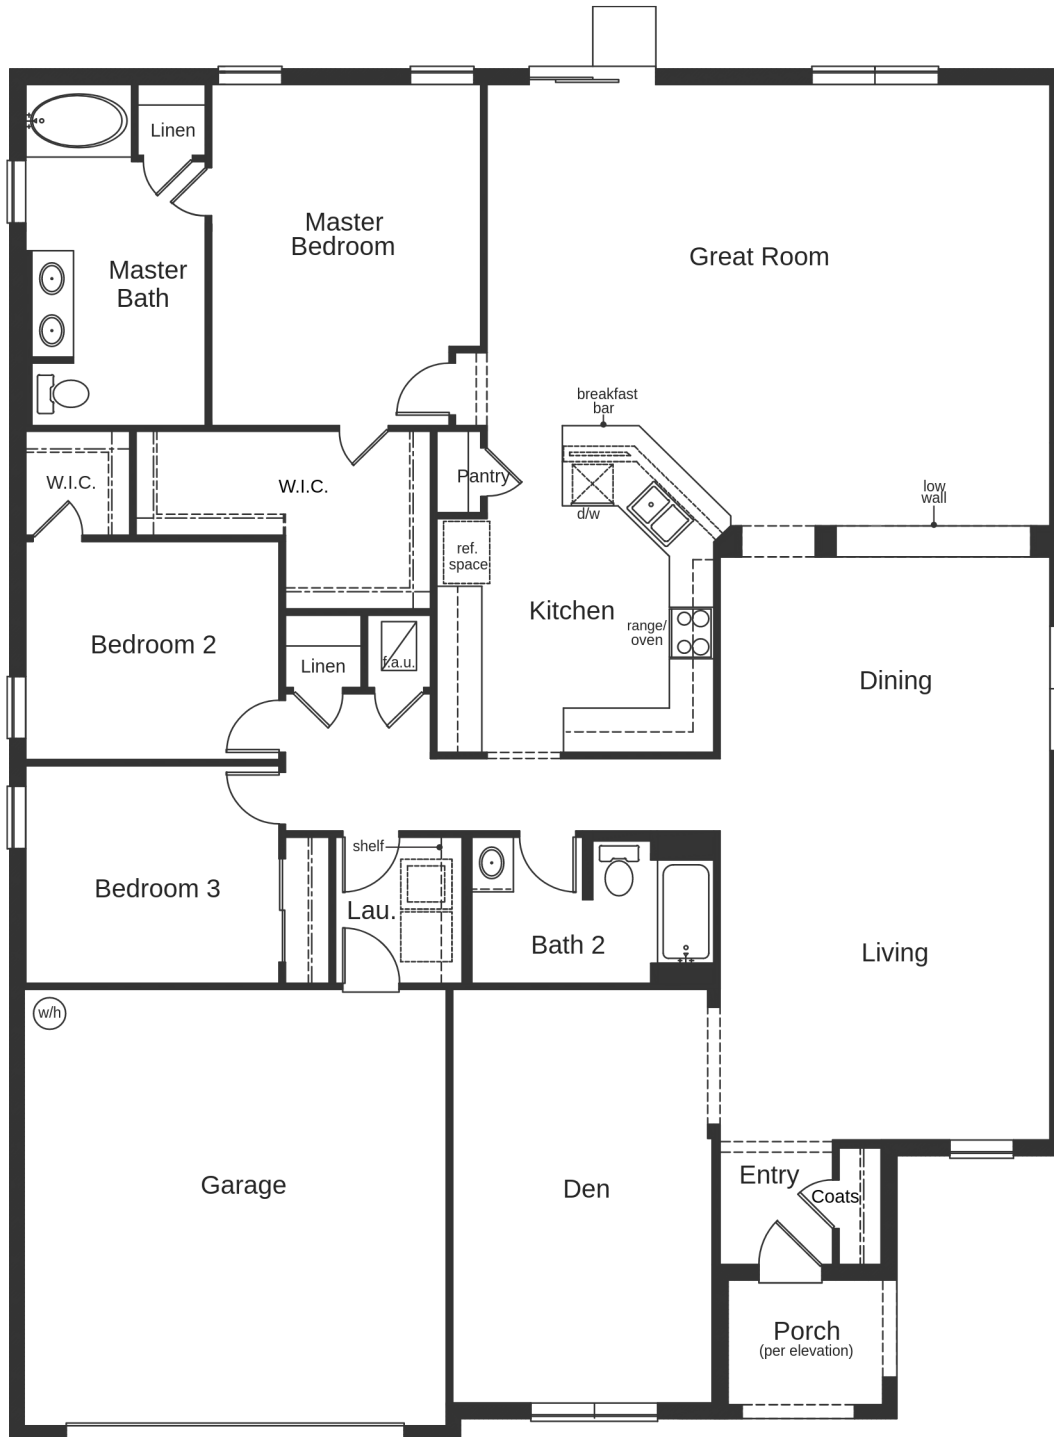 Linen
Master
Bedroom
Great Room
Master
Bath
breakfast
bar
W.I.C.
W.I.C.
Pantry
d/w
low
wall
ref.
space
Kitchen
range/
oven
Bedroom 2
Linen
f.a.u.
Dining
shelf
Bedroom 3
Lau.
Bath 2
Living
w/h
Garage
Den
Entry
Coats
Porch
(per elevation)